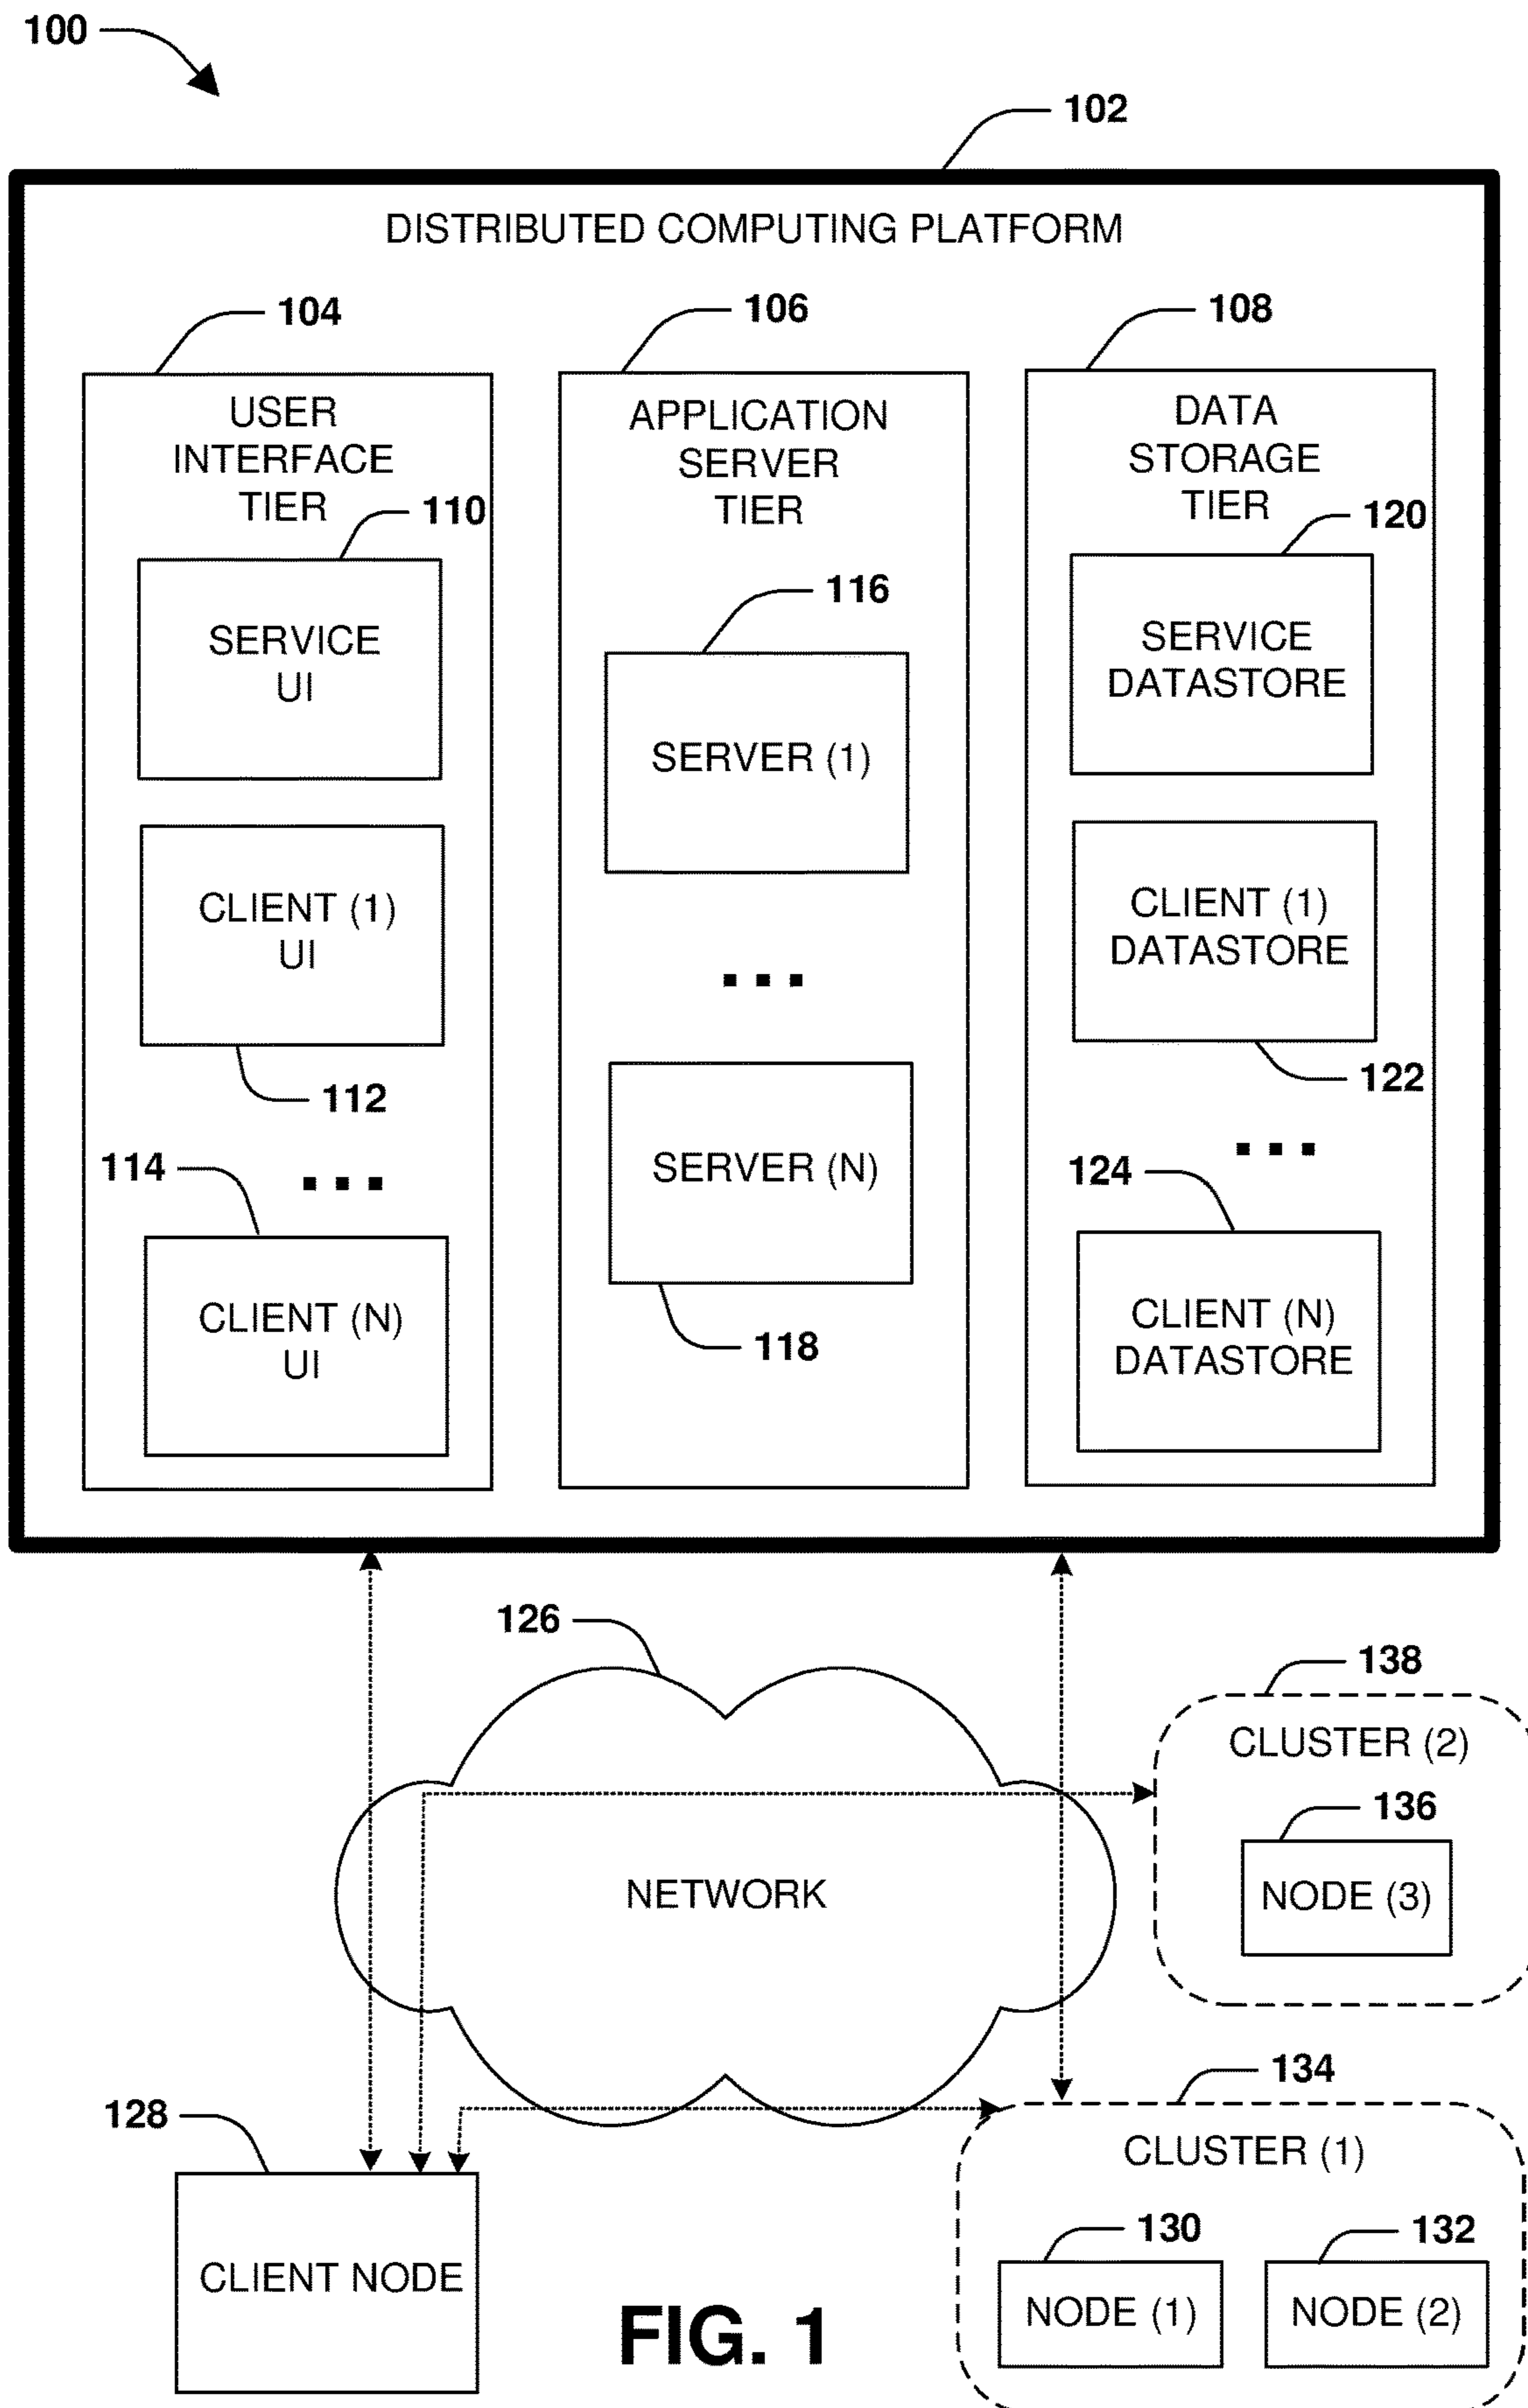 100
102
DISTRIBUTED COMPUTING PLATFORM
104
USER
INTERFACE
TIER
110
SERVICE
UI
CLIENT (1)
UI
112
114
...
CLIENT (N)
UI
106
APPLICATION
SERVER
TIER
116
SERVER (1)
...
SERVER (N)
118
108
DATA
STORAGE
TIER
120
SERVICE
DATASTORE
CLIENT (1)
DATASTORE
122
...
124
CLIENT (N)
DATASTORE
126
NETWORK
138
CLUSTER (2)
136
NODE (3)
128
CLIENT NODE
134
CLUSTER (1)
130
NODE (1)
132
NODE (2)
FIG. 1